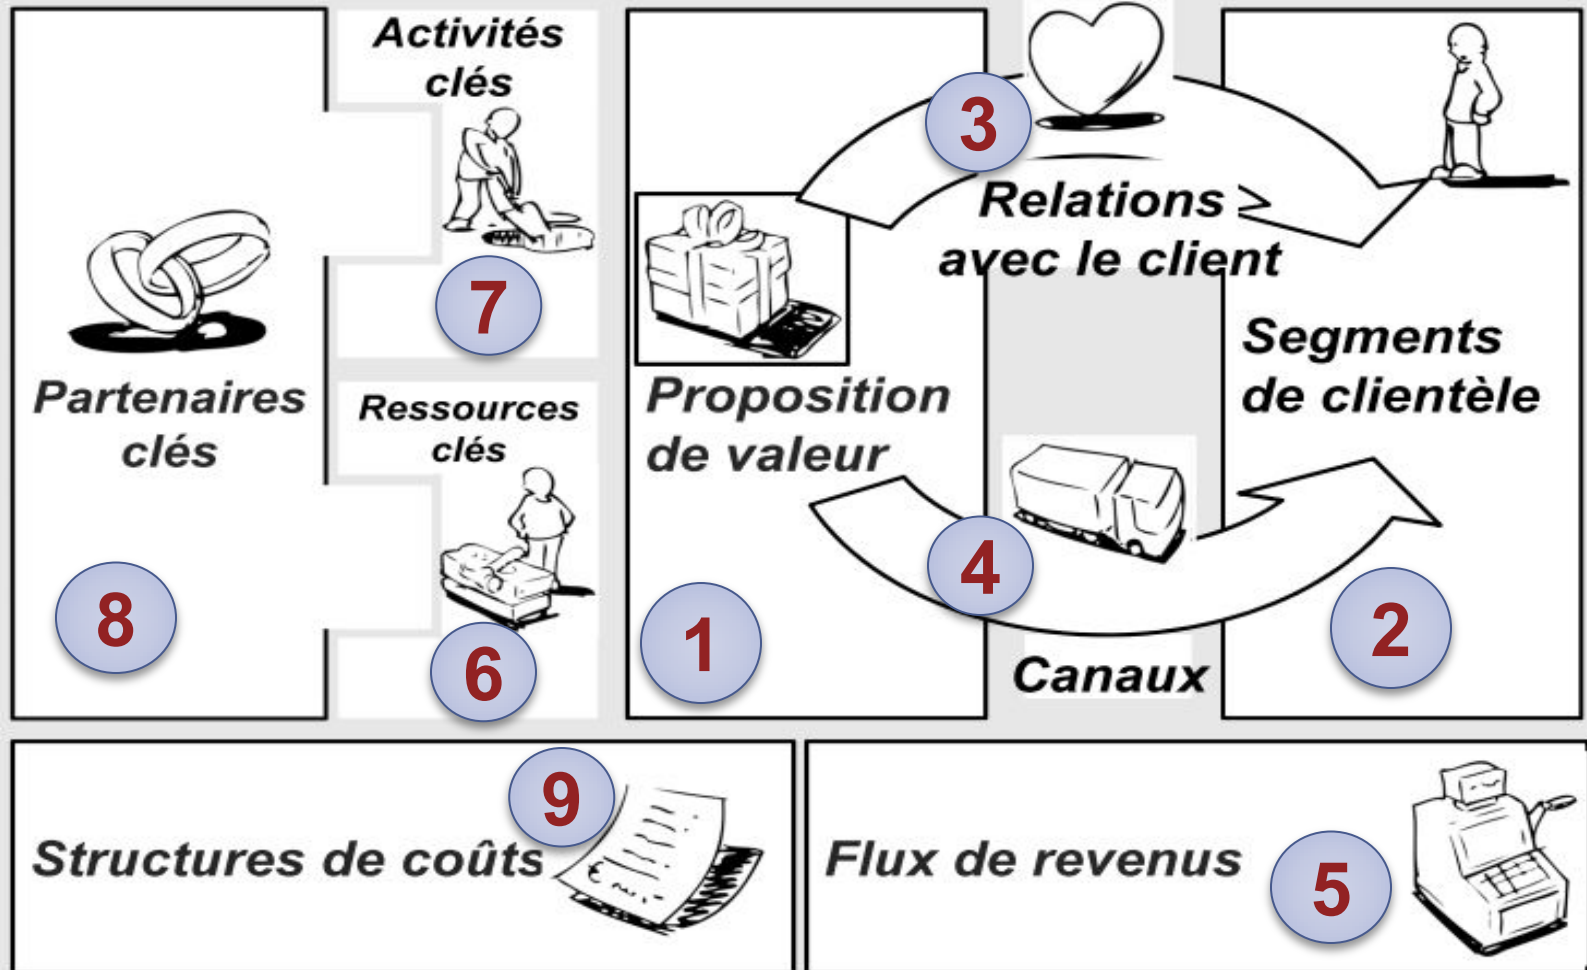 Partenaires
clés
8
Activités
clés
7
Ressources
clés
6
Proposition
de valeur
1
3
Relations
avec le client
4
Canaux
Segments
de clientèle
2
Structures de coûts
9
Flux de revenus
5